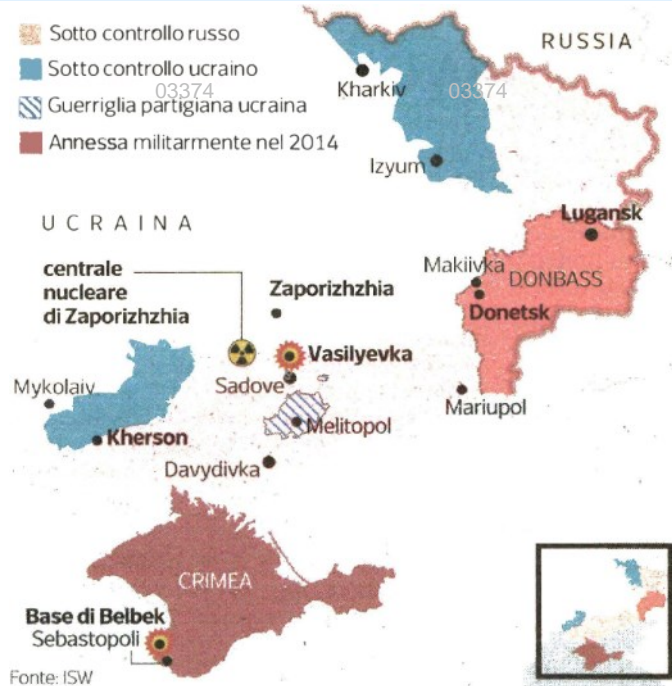 Sotto controllo russo
Sotto controllo ucraino
Guerriglia partigiana ucraina
Annessa militarmente nel 2014
03374
03374
RUSSIA
Kharkiv
Izyum
UCRAINA
Lugansk
Makiivka
DONBASS
Donetsk
centrale
nucleare
di Zaporizhzhia
Zaporizhzhia
Vasilyevka
Sadove
Mykolaiv
Mariupol
Kherson
Melitopol
Davydivka
CRIMEA
Base di Belbek
Sebastopoli
Fonte: ISW